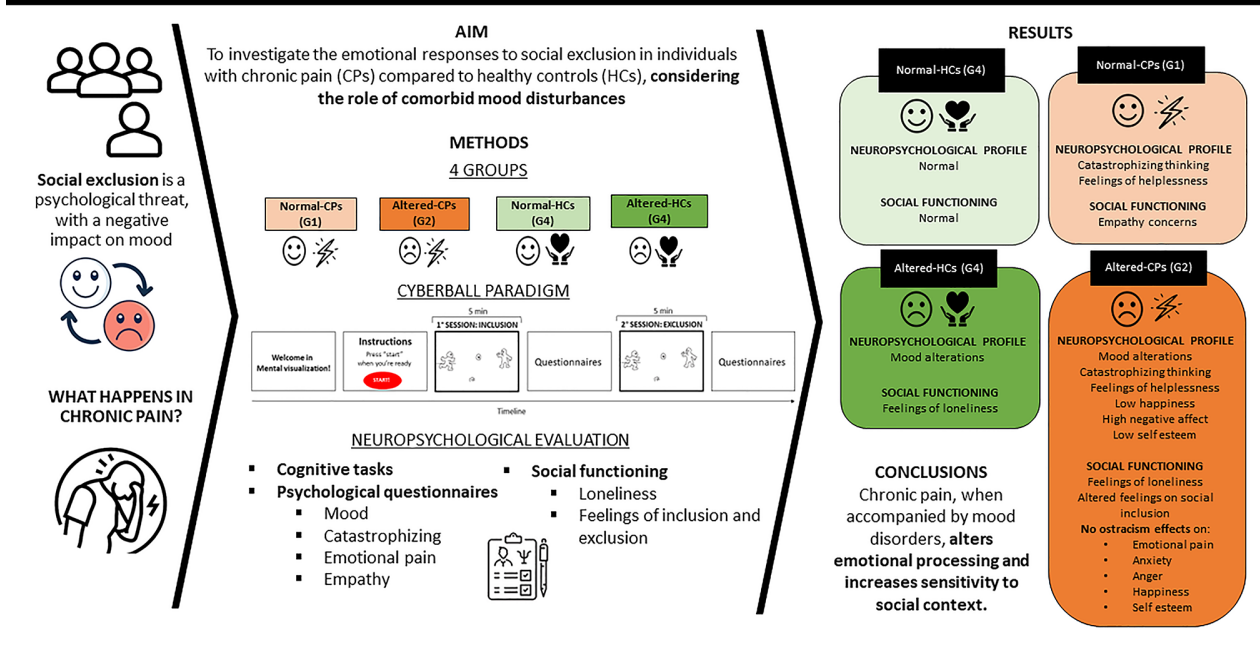 Social exclusion is a
psychological threat,
with a negative
impact on mood
WHAT HAPPENS IN
CHRONIC PAIN?
AIM
To investigate the emotional responses to social exclusion in individuals
with chronic pain (CPs) compared to healthy controls (HCs), considering
the role of comorbid mood disturbances
METHODS
4 GROUPS
Normal-CPs
(G1)
Altered-CPs
(G2)
Normal-HCs
(G4)
Altered-HCs
(G4)
CYBERBALL PARADIGM
Welcome in
Mental visualization!
Instructions
Press "start"
when you're ready
START!
5 min
1° SESSION: INCLUSION
Questionnaires
5 min
2° SESSION: EXCLUSION
Questionnaires
Timeline
NEUROPSYCHOLOGICAL EVALUATION
▪ Cognitive tasks
▪ Psychological questionnaires
▪ Mood
▪ Catastrophizing
▪ Emotional pain
▪ Empathy
▪ Social functioning
▪ Loneliness
▪ Feelings of inclusion and
exclusion
RESULTS
Normal-HCs (G4)
NEUROPSYCHOLOGICAL PROFILE
Normal
SOCIAL FUNCTIONING
Normal
Normal-CPs (G1)
NEUROPSYCHOLOGICAL PROFILE
Catastrophizing thinking
Feelings of helplessness
SOCIAL FUNCTIONING
Empathy concerns
Altered-HCs (G4)
NEUROPSYCHOLOGICAL PROFILE
Mood alterations
SOCIAL FUNCTIONING
Feelings of loneliness
Altered-CPs (G2)
NEUROPSYCHOLOGICAL PROFILE
Mood alterations
Catastrophizing thinking
Feelings of helplessness
Low happiness
High negative affect
Low self esteem
SOCIAL FUNCTIONING
Feelings of loneliness
Altered feelings on social
inclusion
No ostracism effects on:
• Emotional pain
• Anxiety
• Anger
• Happiness
• Self esteem
CONCLUSIONS
Chronic pain, when
accompanied by mood
disorders, alters
emotional processing and
increases sensitivity to
social context.